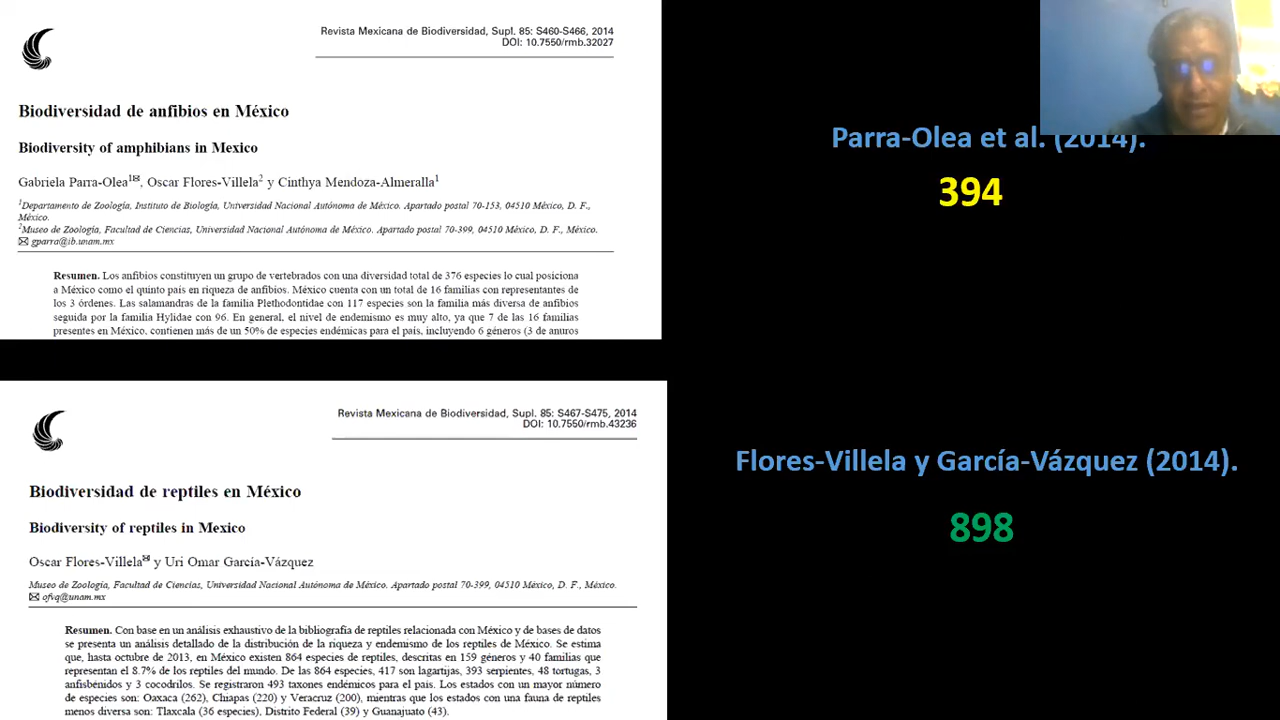 Revista Mexicana de Biodiversidad, Supl. 85: S460-S466, 2014
DOI: 10.7550/rmb.32027
Biodiversidad de anfibios en México
Biodiversity of amphibians in Mexico
Gabriela Parra-Olea¹✉, Oscar Flores-Villela² y Cinthya Mendoza-Almeralla¹
¹Departamento de Zoología, Instituto de Biología, Universidad Nacional Autónoma de México. Apartado postal 70-153, 04510 México, D. F.,
México.
²Museo de Zoología, Facultad de Ciencias, Universidad Nacional Autónoma de México. Apartado postal 70-399, 04510 México, D. F., México.
✉ gparra@ib.unam.mx
Resumen. Los anfibios constituyen un grupo de vertebrados con una diversidad total de 376 especies lo cual posiciona
a México como el quinto país en riqueza de anfibios. México cuenta con un total de 16 familias con representantes de
los 3 órdenes. Las salamandras de la familia Plethodontidae con 117 especies son la familia más diversa de anfibios
seguida por la familia Hylidae con 96. En general, el nivel de endemismo es muy alto, ya que 7 de las 16 familias
presentes en México, contienen más de un 50% de especies endémicas para el país, incluyendo 6 géneros (3 de anuros
Parra-Olea et al. (2014).
394
Revista Mexicana de Biodiversidad, Supl. 85: S467-S475, 2014
DOI: 10.7550/rmb.43236
Biodiversidad de reptiles en México
Biodiversity of reptiles in Mexico
Oscar Flores-Villela✉ y Uri Omar García-Vázquez
Museo de Zoología, Facultad de Ciencias, Universidad Nacional Autónoma de México. Apartado postal 70-399, 04510 México, D. F., México.
✉ ofvq@unam.mx
Resumen. Con base en un análisis exhaustivo de la bibliografía de reptiles relacionada con México y de bases de datos
se presenta un análisis detallado de la distribución de la riqueza y endemismo de los reptiles de México. Se estima
que, hasta octubre de 2013, en México existen 864 especies de reptiles, descritas en 159 géneros y 40 familias que
representan el 8.7% de los reptiles del mundo. De las 864 especies, 417 son lagartijas, 393 serpientes, 48 tortugas, 3
anfisbénidos y 3 cocodrilos. Se registraron 493 taxones endémicos para el país. Los estados con un mayor número
de especies son: Oaxaca (262), Chiapas (220) y Veracruz (200), mientras que los estados con una fauna de reptiles
menos diversa son: Tlaxcala (36 especies), Distrito Federal (39) y Guanajuato (43).
Flores-Villela y García-Vázquez (2014).
898